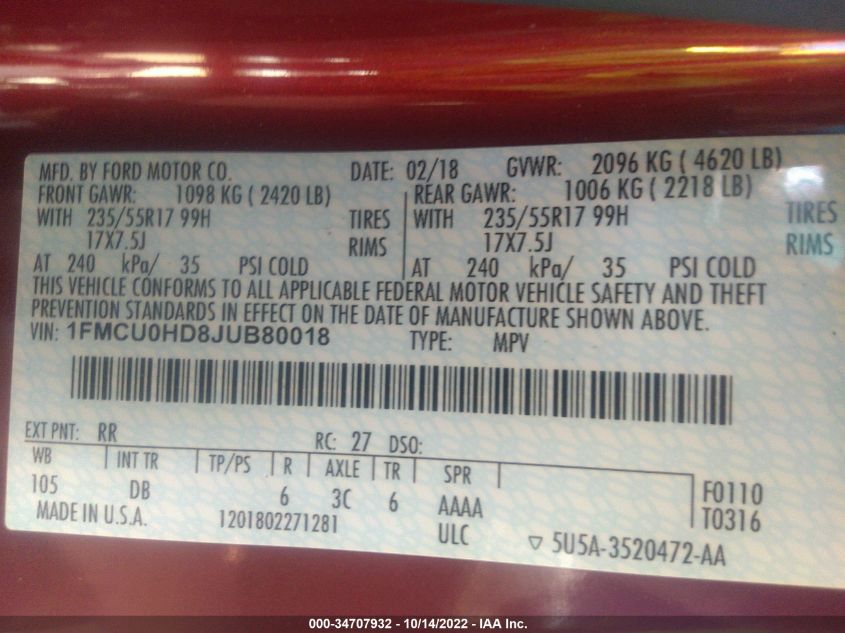 MFD. BY FORD MOTOR CO. DATE: 02/18 GVWR: 2096 KG ( 4620 LB)
FRONT GAWR: 1098 KG ( 2420 LB) REAR GAWR: 1006 KG ( 2218 LB)
WITH 235/55R17 99H TIRES WITH 235/55R17 99H TIRES
17X7.5J RIMS 17X7.5J RIMS
AT 240 kPa/ 35 PSI COLD AT 240 kPa/ 35 PSI COLD
THIS VEHICLE CONFORMS TO ALL APPLICABLE FEDERAL MOTOR VEHICLE SAFETY AND THEFT
PREVENTION STANDARDS IN EFFECT ON THE DATE OF MANUFACTURE SHOWN ABOVE.
VIN: 1FMCU0HD8JUB80018 TYPE: MPV
EXT PNT: RR RC: 27 DSO:
WB INT TR TP/PS R AXLE TR SPR
105 DB 6 3C 6 AAAA F0110
MADE IN U.S.A. 1201802271281 ULC T0316
▽ 5U5A-3520472-AA
000-34707932 - 10/14/2022 - IAA Inc.